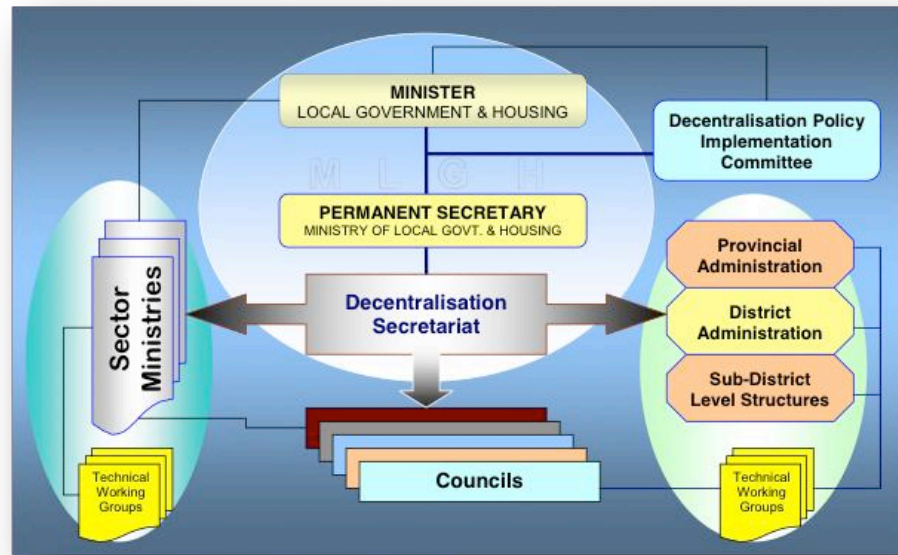 MINISTER
LOCAL GOVERNMENT & HOUSING
Decentralisation Policy
Implementation
Committee
M L G H
PERMANENT SECRETARY
MINISTRY OF LOCAL GOVT. & HOUSING
Provincial
Administration
Sector
Ministries
Decentralisation
Secretariat
District
Administration
Sub-District
Level Structures
Councils
Technical
Working
Groups
Technical
Working
Groups